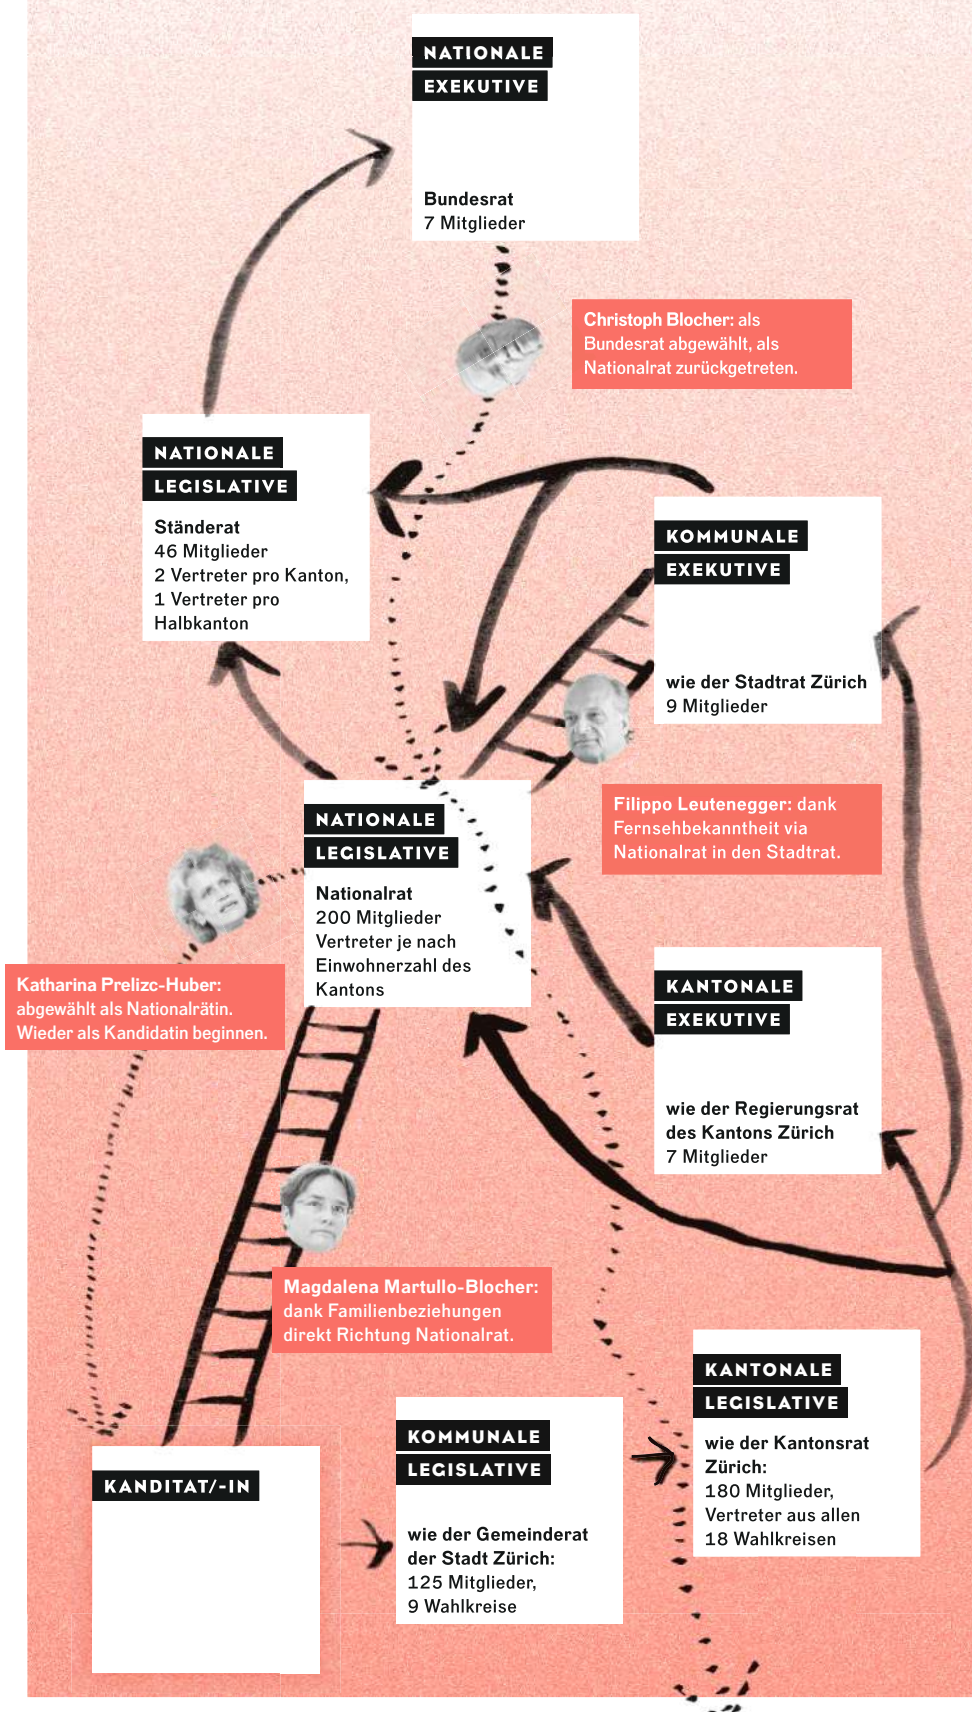 NATIONALE
EXEKUTIVE
Bundesrat
7 Mitglieder
Christoph Blocher: als
Bundesrat abgewählt, als
Nationalrat zurückgetreten.
NATIONALE
LEGISLATIVE
Ständerat
46 Mitglieder
2 Vertreter pro Kanton,
1 Vertreter pro
Halbkanton
KOMMUNALE
EXEKUTIVE
wie der Stadtrat Zürich
9 Mitglieder
Filippo Leutenegger: dank
Fernsehbekanntheit via
Nationalrat in den Stadtrat.
NATIONALE
LEGISLATIVE
Nationalrat
200 Mitglieder
Vertreter je nach
Einwohnerzahl des
Kantons
Katharina Prelizc-Huber:
abgewählt als Nationalrätin.
Wieder als Kandidatin beginnen.
KANTONALE
EXEKUTIVE
wie der Regierungsrat
des Kantons Zürich
7 Mitglieder
Magdalena Martullo-Blocher:
dank Familienbeziehungen
direkt Richtung Nationalrat.
KANTONALE
LEGISLATIVE
wie der Kantonsrat
Zürich:
180 Mitglieder,
Vertreter aus allen
18 Wahlkreisen
KOMMUNALE
LEGISLATIVE
wie der Gemeinderat
der Stadt Zürich:
125 Mitglieder,
9 Wahlkreise
KANDITAT/-IN